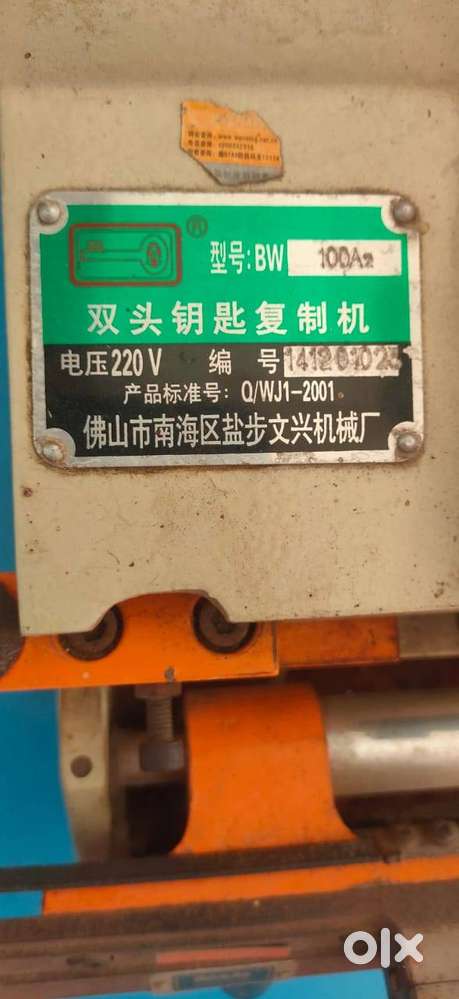 ®
型号:BW 100A2
双头钥匙复制机
电压220V 编 号 141201023
产品标准号: Q/WJ1-2001
佛山市南海区盐步文兴机械厂
olx